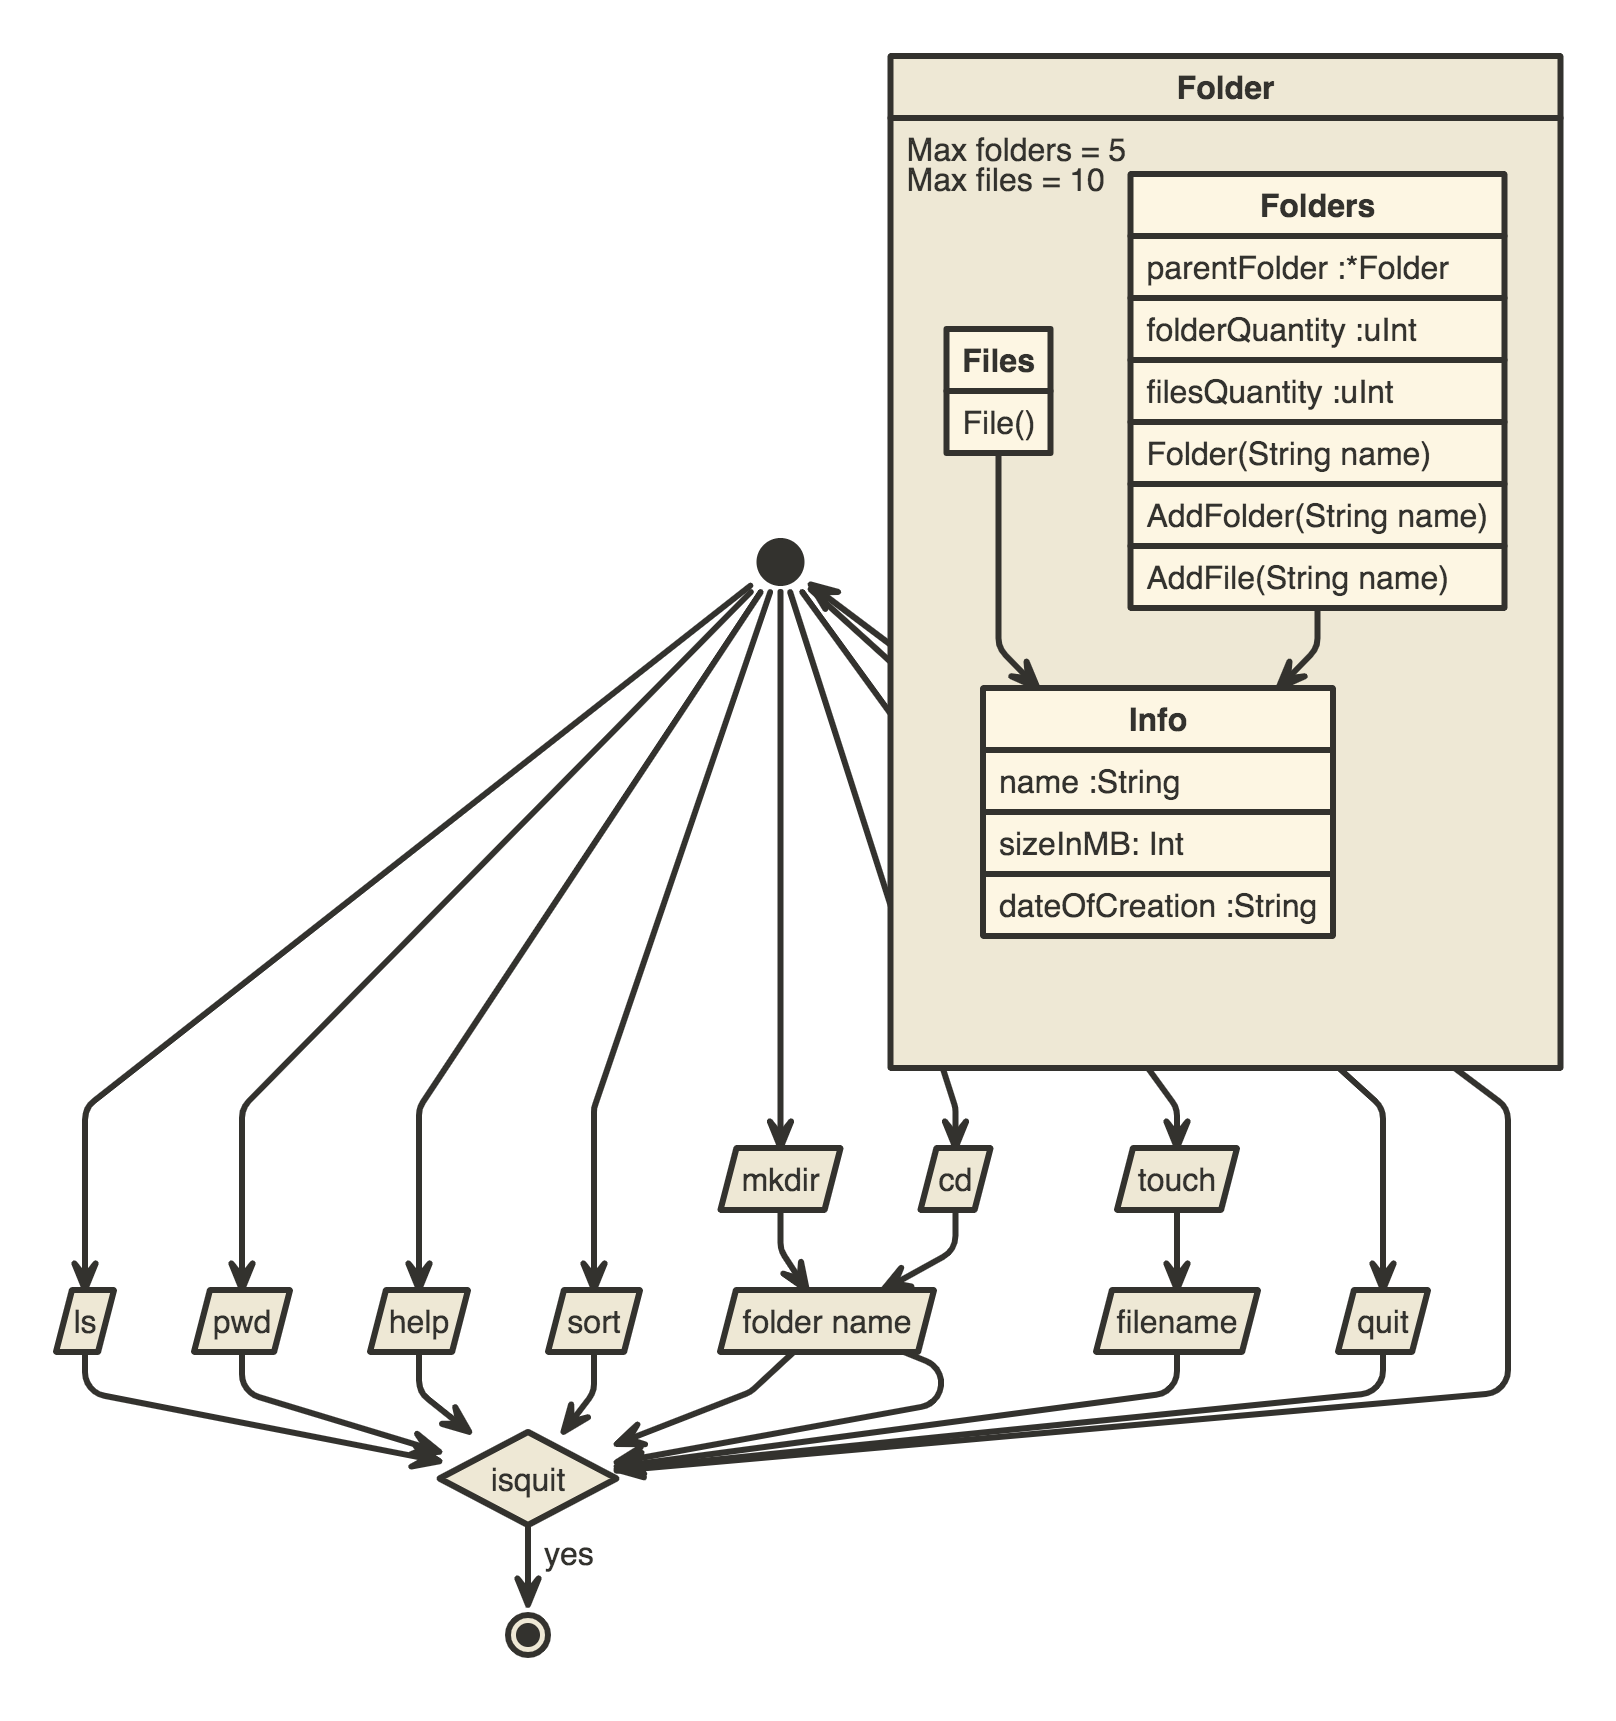 Folder
Max folders = 5
Max files = 10
Folders
parentFolder :*Folder
folderQuantity :uInt
filesQuantity :uInt
Folder(String name)
AddFolder(String name)
AddFile(String name)
Files
File()
Info
name :String
sizeInMB: Int
dateOfCreation :String
mkdir
cd
touch
ls
pwd
help
sort
folder name
filename
quit
isquit
yes